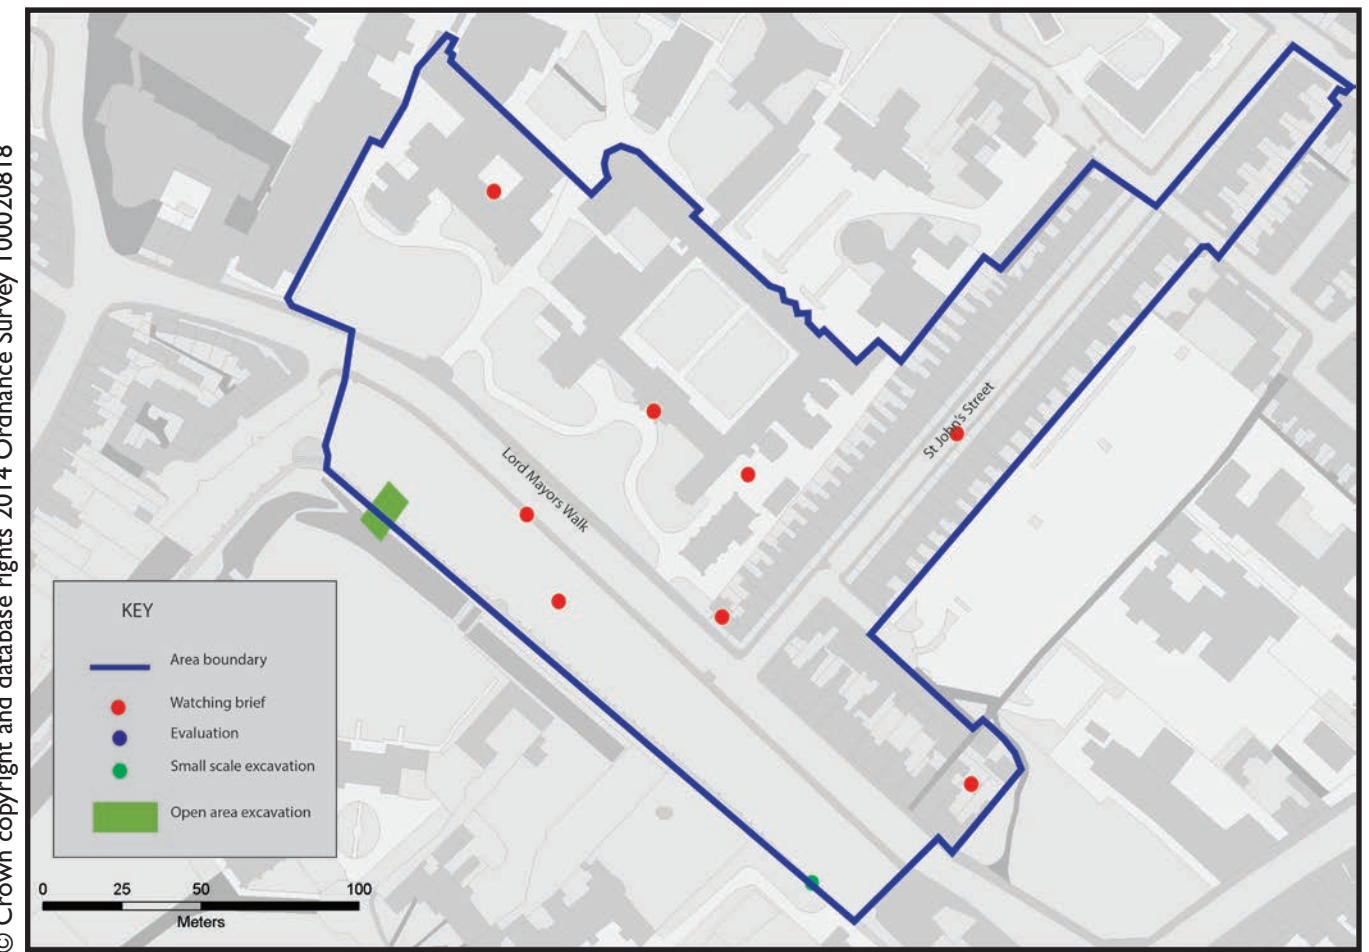 © Crown copyright and database rights 2014 Ordnance Survey 100020818
Lord Mayors Walk
St John's Street
KEY
Area boundary
Watching brief
Evaluation
Small scale excavation
Open area excavation
0 25 50 100
Meters